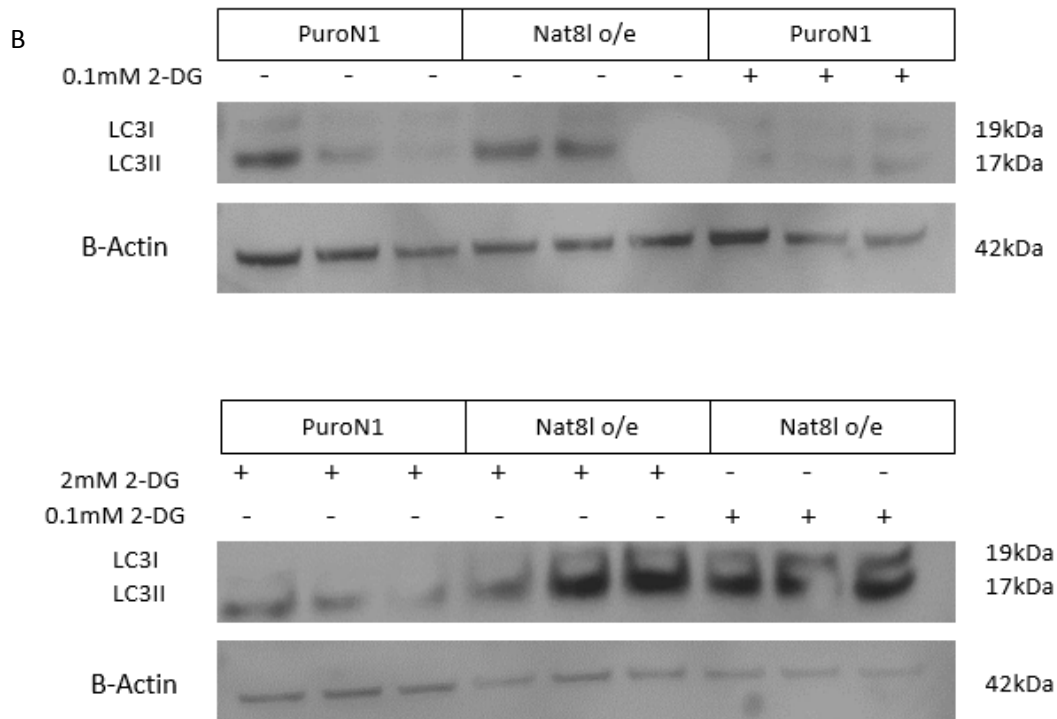 B
PuroN1 Nat8l o/e PuroN1
0.1mM 2-DG - - - - - - + + +
LC3I 19kDa
LC3II 17kDa
B-Actin 42kDa
PuroN1 Nat8l o/e Nat8l o/e
2mM 2-DG + + + + + + - - -
0.1mM 2-DG - - - - - - + + +
LC3I 19kDa
LC3II 17kDa
B-Actin 42kDa